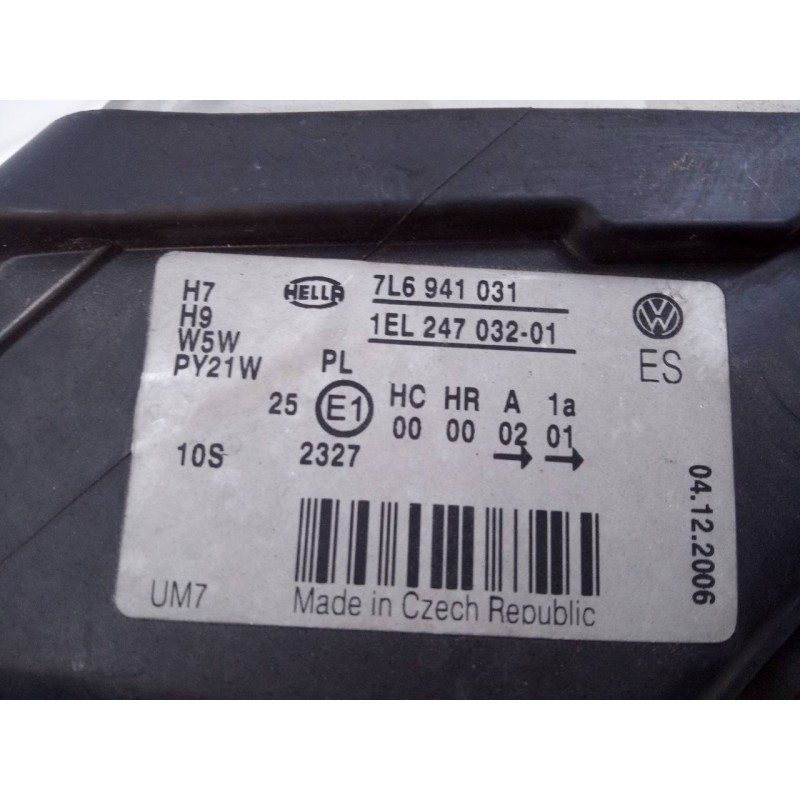 H7
H9
W5W
PY21W
HELLA
7L6 941 031
1EL 247 032-01
VW
ES
PL
25 E1 HC HR A 1a
00 00 02 01
10S 2327
→ →
04.12.2006
UM7
Made in Czech Republic